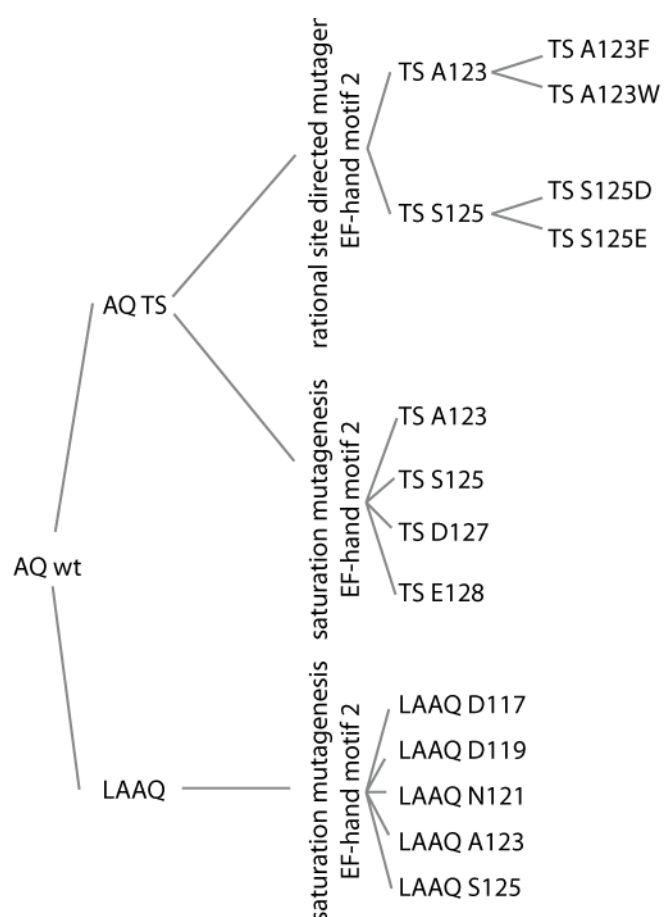 AQ wt
AQ TS
rational site directed mutager
EF-hand motif 2
TS A123
TS A123F
TS A123W
TS S125
TS S125D
TS S125E
saturation mutagenesis
EF-hand motif 2
TS A123
TS S125
TS D127
TS E128
LAAQ
saturation mutagenesis
EF-hand motif 2
LAAQ D117
LAAQ D119
LAAQ N121
LAAQ A123
LAAQ S125